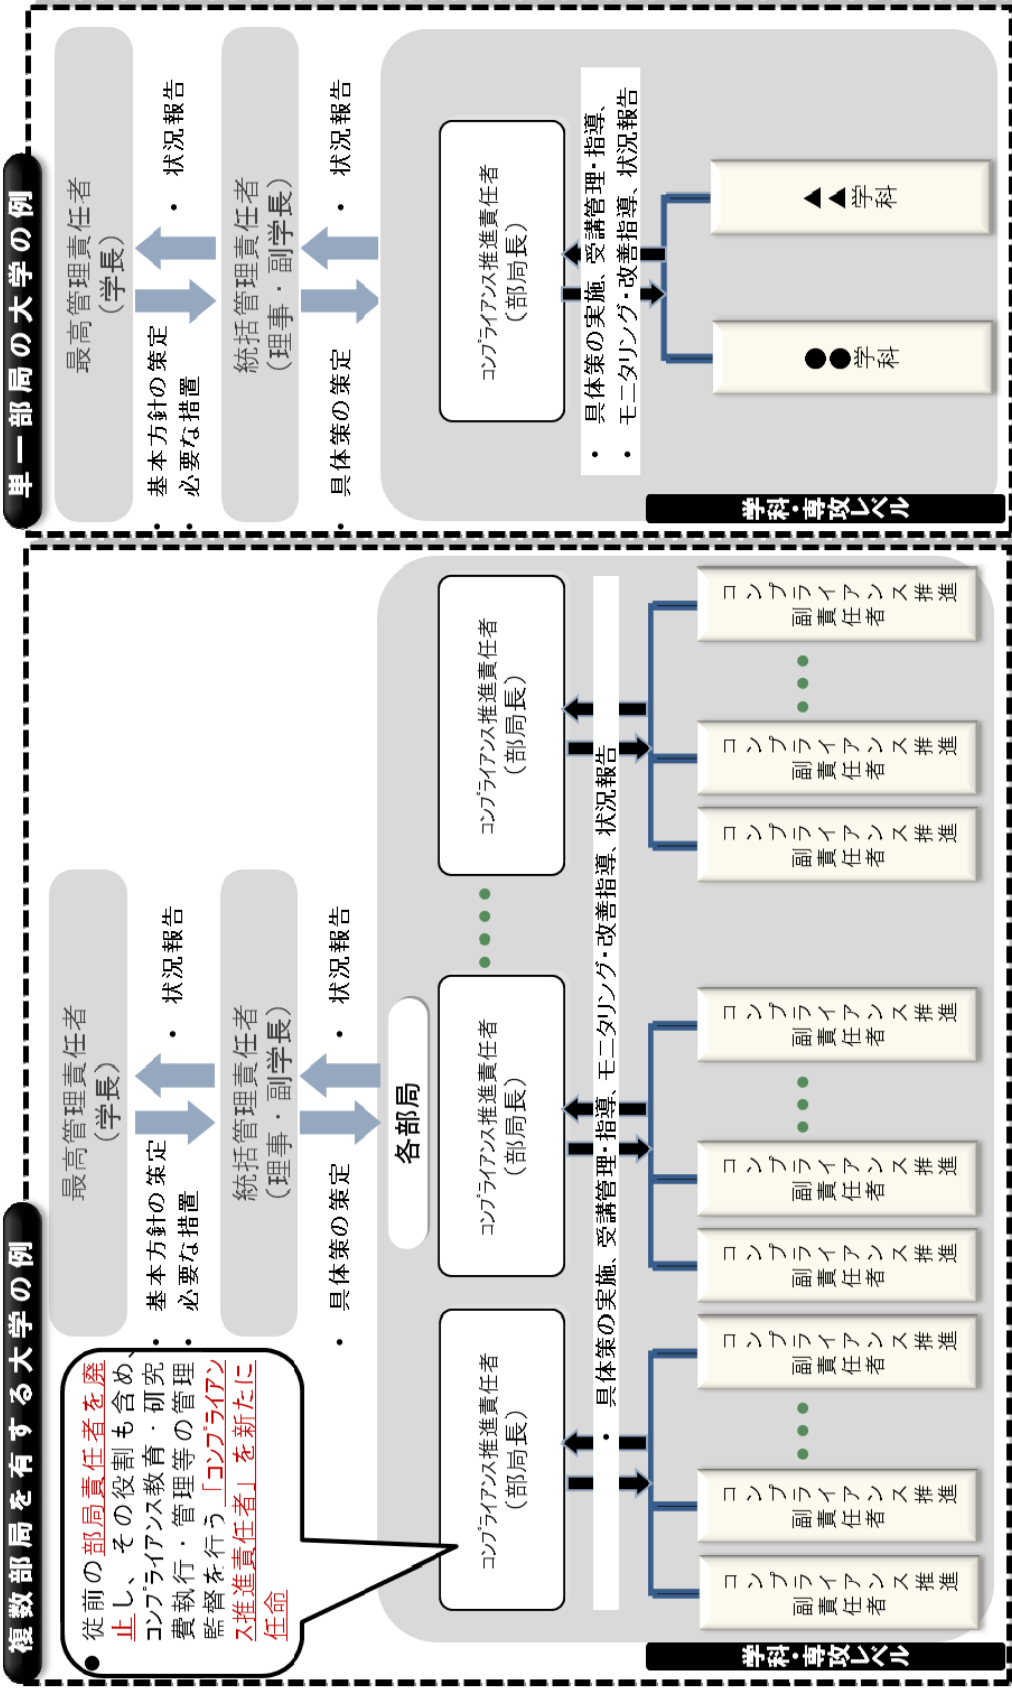 複数部局を有する大学の例
最高管理責任者
（学長）
• 基本方針の策定
• 必要な措置
• 状況報告
統括管理責任者
（理事・副学長）
• 具体策の策定
• 状況報告
● 従前の部局責任者を廃
止し、その役割も含め、
コンプライアンス教育・研究
費執行・管理等の管理
監督を行う「コンプライアン
ス推進責任者」を新たに
任命
各部局
コンプライアンス推進責任者
（部局長）
コンプライアンス推進責任者
（部局長）
••••
コンプライアンス推進責任者
（部局長）
• 具体策の実施、受講管理・指導、モニタリング・改善指導、状況報告
学科・専攻レベル
コンプライアンス推進
副責任者
コンプライアンス推進
副責任者
•••
コンプライアンス推進
副責任者
コンプライアンス推進
副責任者
コンプライアンス推進
副責任者
•••
コンプライアンス推進
副責任者
コンプライアンス推進
副責任者
コンプライアンス推進
副責任者
•••
コンプライアンス推進
副責任者
単一部局の大学の例
最高管理責任者
（学長）
• 基本方針の策定
• 必要な措置
• 状況報告
統括管理責任者
（理事・副学長）
• 具体策の策定
• 状況報告
コンプライアンス推進責任者
（部局長）
• 具体策の実施、受講管理・指導、
• モニタリング・改善指導、状況報告
学科・専攻レベル
●●学科
▲▲学科